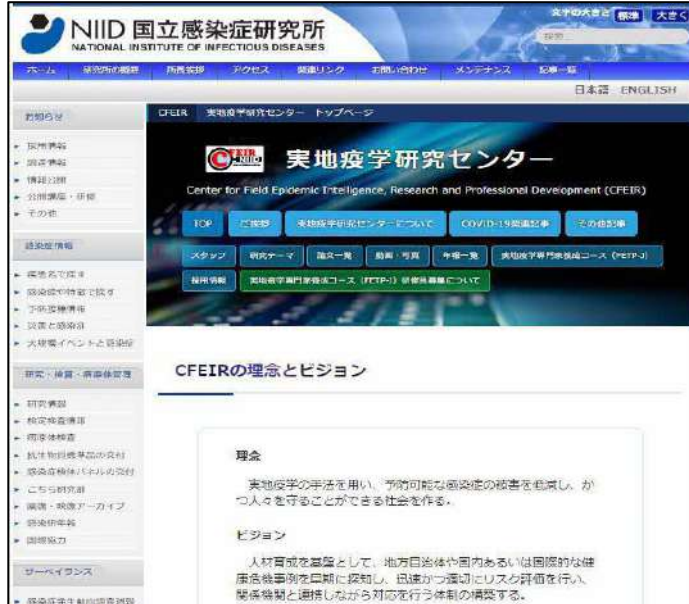 NIID 国立感染症研究所
NATIONAL INSTITUTE OF INFECTIOUS DISEASES
文字の大きさ 標準 大きく
検索
ホーム 研究所の概要 所長挨拶 アクセス 関連リンク お問い合わせ メンテナンス 記事一覧
日本語 ENGLISH
お知らせ
採用情報
調達情報
情報公開
公開講座・研修
その他
感染症情報
疾患名で探す
感染源や特徴で探す
予防接種情報
災害と感染症
大規模イベントと感染症
研究・検査・病原体管理
研究情報
検定検査情報
病原体検査
抗生物質標準品の交付
感染症検体パネルの交付
こちら研究部
画像・映像アーカイブ
感染研年報
国際協力
サーベイランス
CFEIR 実地疫学研究センター トップページ
CFEIR NIID
実地疫学研究センター
Center for Field Epidemic Intelligence, Research and Professional Development (CFEIR)
TOP ご挨拶 実地疫学研究センターについて COVID-19関連記事 その他記事
スタッフ 研究テーマ 論文一覧 動画・写真 年報一覧 実地疫学専門家養成コース (FETP-J)
採用情報 実地疫学専門家養成コース (FETP-J) 研修員募集について
CFEIRの理念とビジョン
理念
実地疫学の手法を用い、予防可能な感染症の被害を低減し、か
つ人々を守ることができる社会を作る。
ビジョン
人材育成を基盤として、地方自治体や国内あるいは国際的な健
康危機事例を早期に探知し、迅速かつ適切にリスク評価を行い、
関係機関と連携しながら対応を行う体制の構築する。